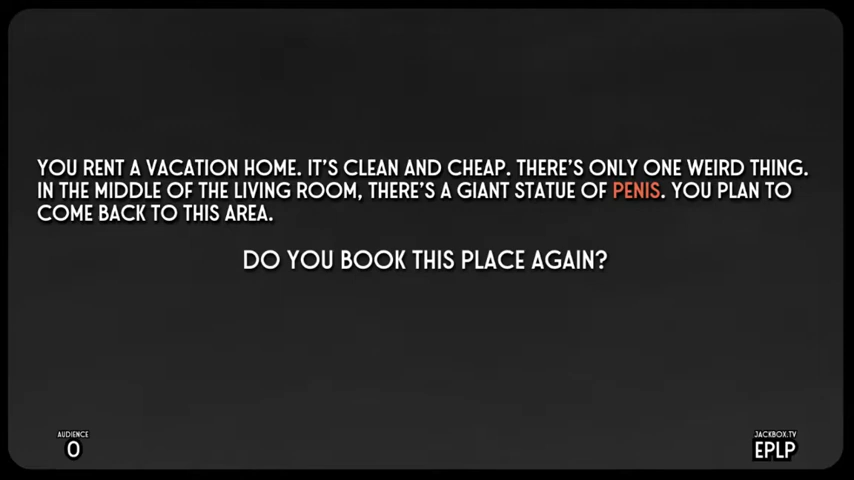 YOU RENT A VACATION HOME. IT'S CLEAN AND CHEAP. THERE'S ONLY ONE WEIRD THING.
IN THE MIDDLE OF THE LIVING ROOM, THERE'S A GIANT STATUE OF PENIS. YOU PLAN TO
COME BACK TO THIS AREA.
DO YOU BOOK THIS PLACE AGAIN?
AUDIENCE
0
JACKBOX.TV
EPLP